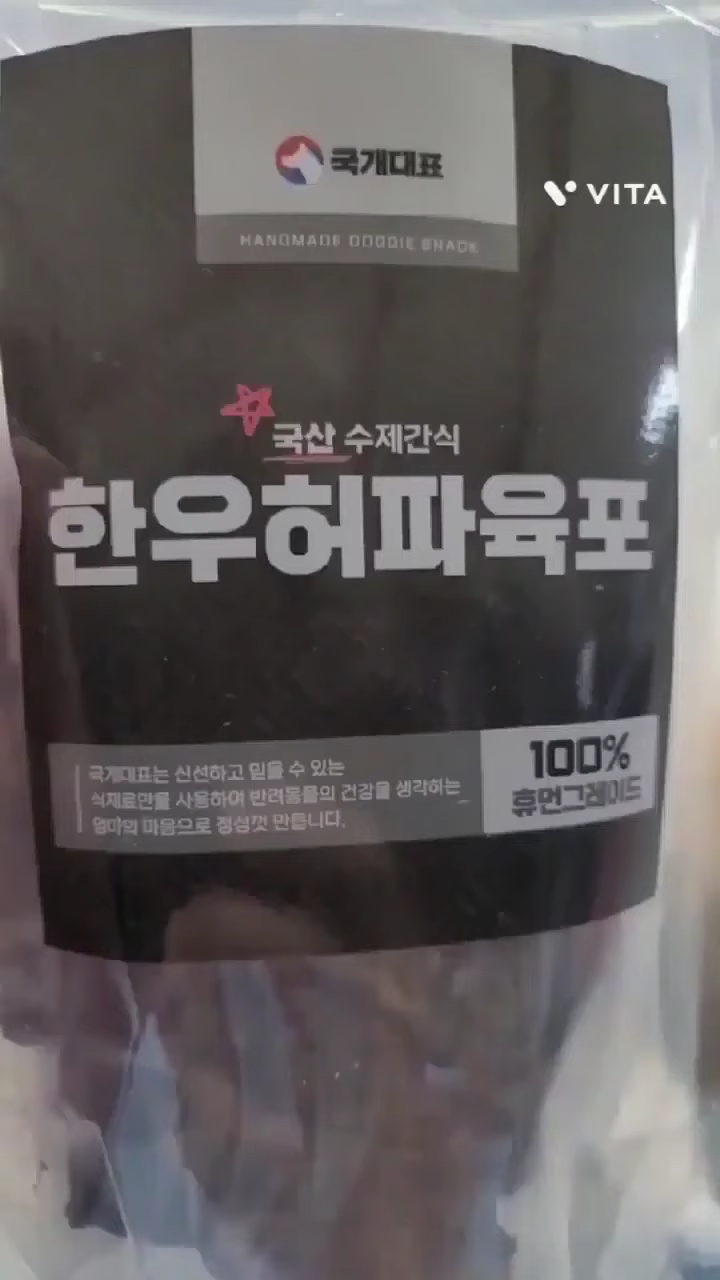 국개대표
VITA
HANDMADE DOGGIE SNACK
국산 수제간식
한우허파육포
국개대표는 신선하고 믿을 수 있는
식재료만을 사용하여 반려동물의 건강을 생각하는
엄마의 마음으로 정성껏 만듭니다.
100%
휴먼그레이드